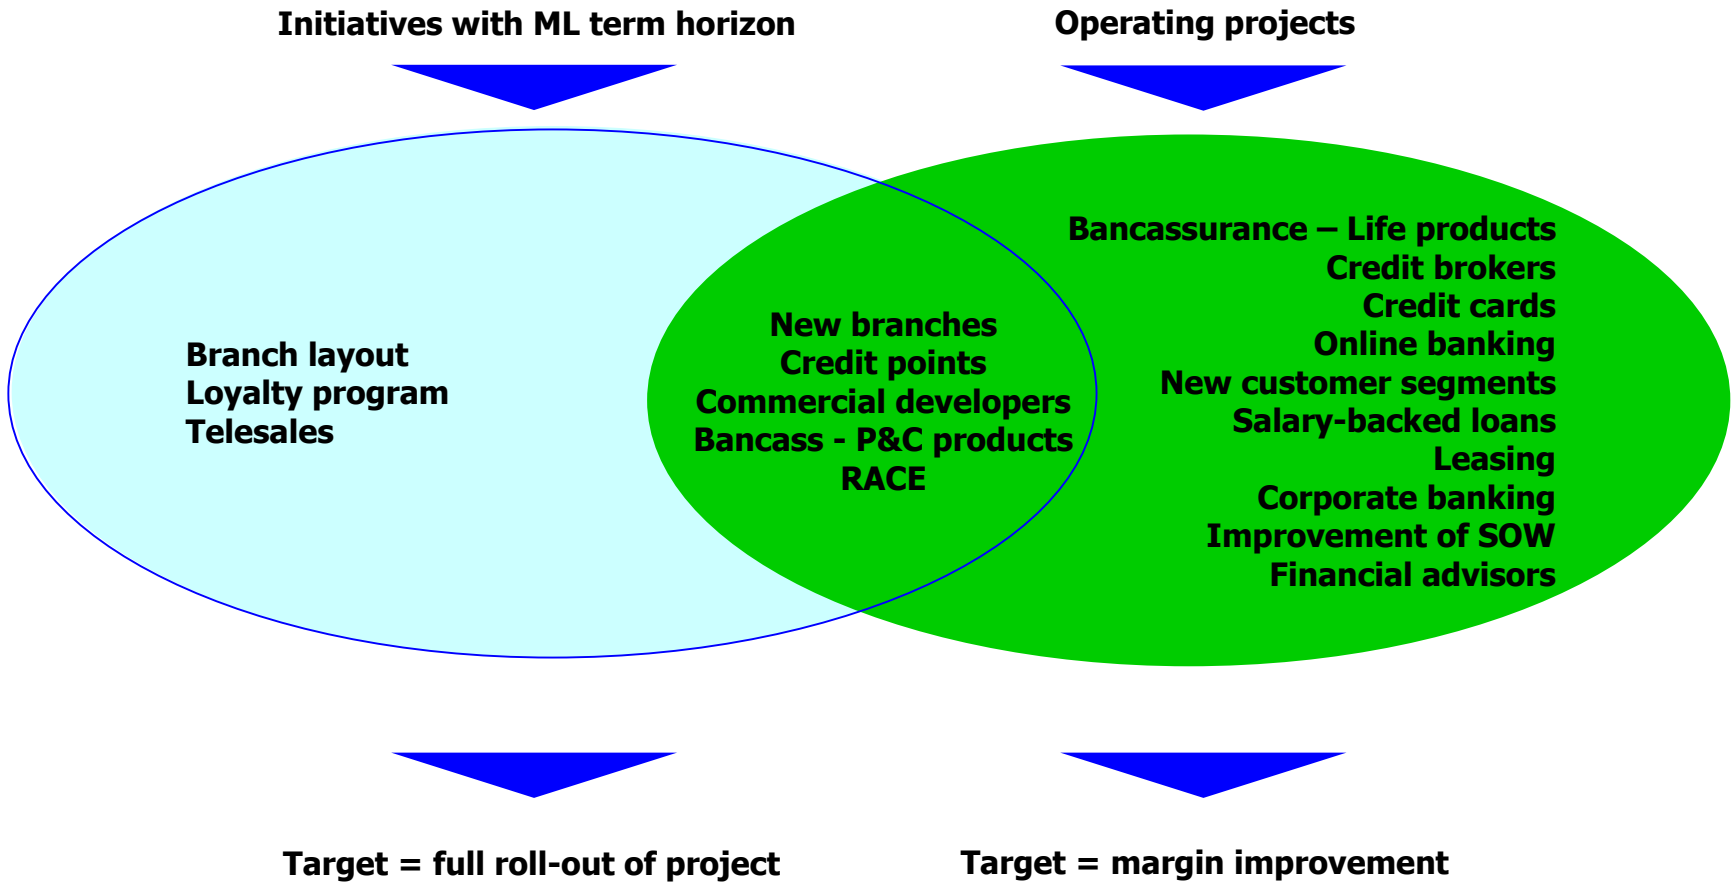 Initiatives with ML term horizon
Operating projects
Branch layout
Loyalty program
Telesales
New branches
Credit points
Commercial developers
Bancass - P&C products
RACE
Bancassurance – Life products
Credit brokers
Credit cards
Online banking
New customer segments
Salary-backed loans
Leasing
Corporate banking
Improvement of SOW
Financial advisors
Target = full roll-out of project
Target = margin improvement